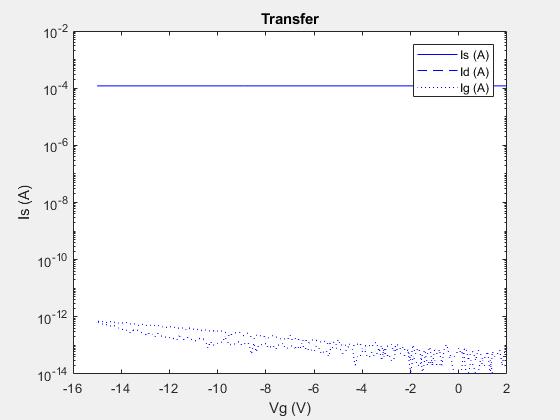 Transfer
10^-2
Is (A)
Id (A)
Ig (A)
10^-4
10^-6
10^-8
10^-10
10^-12
10^-14
Is (A)
-16 -14 -12 -10 -8 -6 -4 -2 0 2
Vg (V)